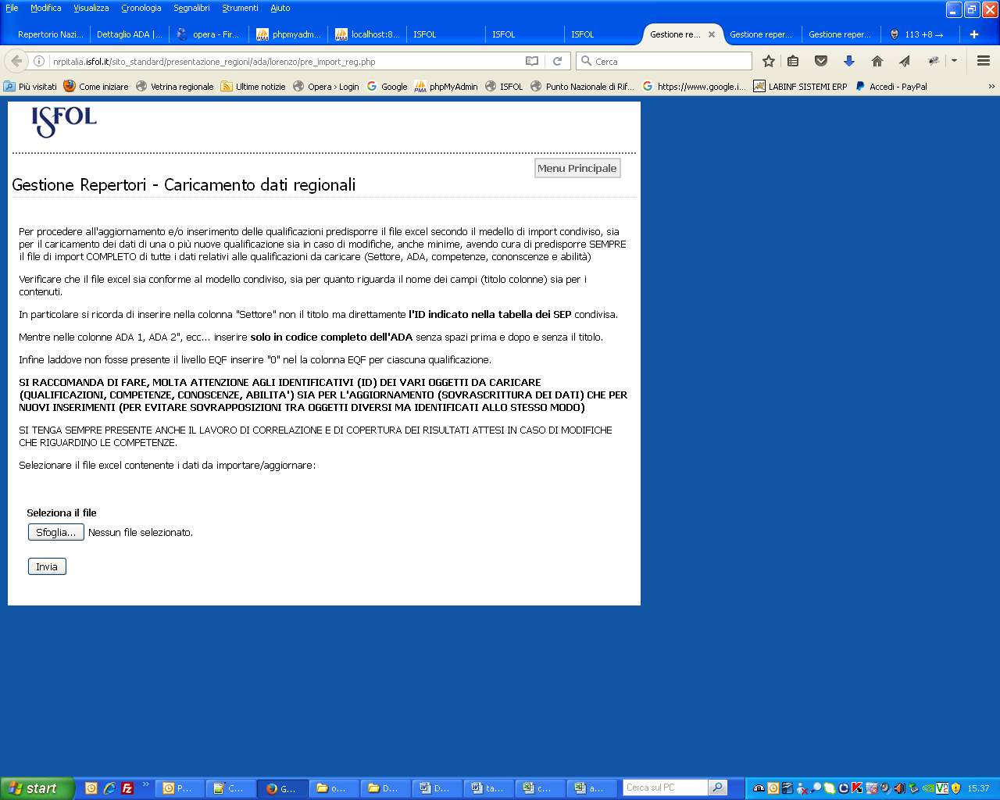 File Modifica Visualizza Cronologia Segnalibri Strumenti Aiuto
Repertorio Nazi... Dettaglio ADA |... opera - Fir... phpmyadm... localhost:8... ISFOL ISFOL ISFOL Gestione re... Gestione reper... Gestione reper... 113 +8 →
nrpitalia.isfol.it/sito_standard/presentazione_regioni/ada/lorenzo/pre_import_reg.php Cerca
Più visitati Come iniziare Vetrina regionale Ultime notizie Opera › Login Google phpMyAdmin ISFOL Punto Nazionale di Rif... https://www.google.i... LABINF SISTEMI ERP Accedi - PayPal »
ISFOL
Menu Principale
Gestione Repertori - Caricamento dati regionali
Per procedere all'aggiornamento e/o inserimento delle qualificazioni predisporre il file excel secondo il medello di import condiviso, sia
per il caricamento dei dati di una o più nuove qualificazione sia in caso di modifiche, anche minime, avendo cura di predisporre SEMPRE
il file di import COMPLETO di tutte i dati relativi alle qualificazioni da caricare (Settore, ADA, competenze, cononscenze e abilità)
Verificare che il file excel sia conforme al modello condiviso, sia per quanto riguarda il nome dei campi (titolo colonne) sia per i
contenuti.
In particolare si ricorda di inserire nella colonna "Settore" non il titolo ma direttamente l'ID indicato nella tabella dei SEP condivisa.
Mentre nelle colonne ADA 1, ADA 2", ecc... inserire solo in codice completo dell'ADA senza spazi prima e dopo e senza il titolo.
Infine laddove non fosse presente il livello EQF inserire "0" nel la colonna EQF per ciascuna qualificazione.
SI RACCOMANDA DI FARE, MOLTA ATTENZIONE AGLI IDENTIFICATIVI (ID) DEI VARI OGGETTI DA CARICARE
(QUALIFICAZIONI, COMPETENZE, CONOSCENZE, ABILITA') SIA PER L'AGGIORNAMENTO (SOVRASCRITTURA DEI DATI) CHE PER
NUOVI INSERIMENTI (PER EVITARE SOVRAPPOSIZIONI TRA OGGETTI DIVERSI MA IDENTIFICATI ALLO STESSO MODO)
SI TENGA SEMPRE PRESENTE ANCHE IL LAVORO DI CORRELAZIONE E DI COPERTURA DEI RISULTATI ATTESI IN CASO DI MODIFICHE
CHE RIGUARDINO LE COMPETENZE.
Selezionare il file excel contenente i dati da importare/aggiornare:
Seleziona il file
Sfoglia... Nessun file selezionato.
Invia
start » P... C... G... o... D... D... ta... c... a... Cerca sul PC 15.37